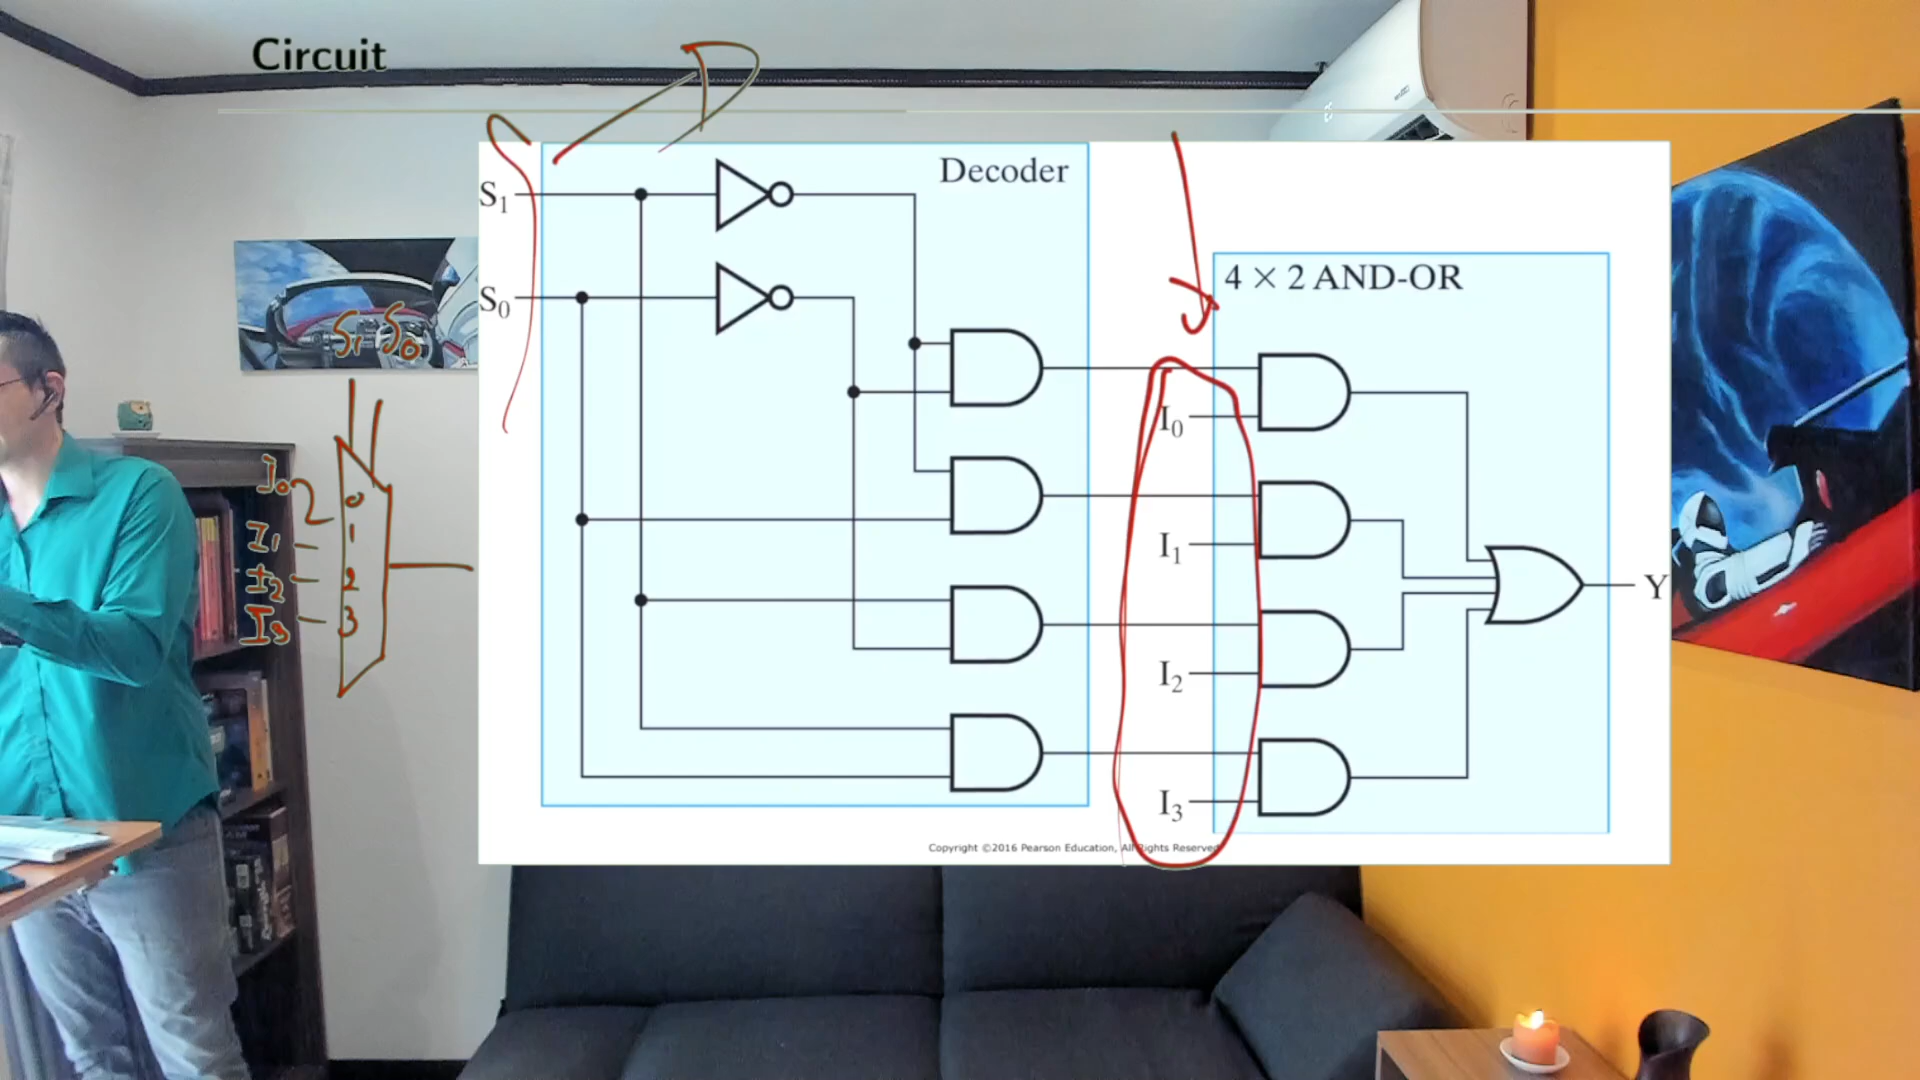 Circuit
Decoder
S1
S0
4 × 2 AND-OR
I0
I1
I2
I3
Y
Copyright ©2016 Pearson Education, All Rights Reserved
S1 S0
I0 0
I1 1
I2 2
I3 3